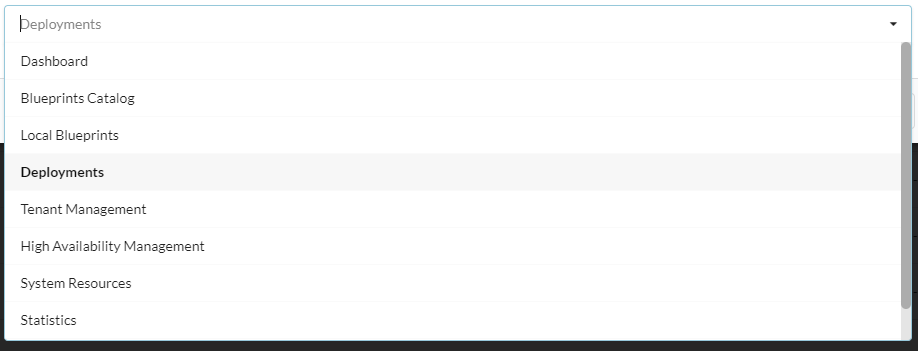 Deployments
Dashboard
Blueprints Catalog
Local Blueprints
Deployments
Tenant Management
High Availability Management
System Resources
Statistics